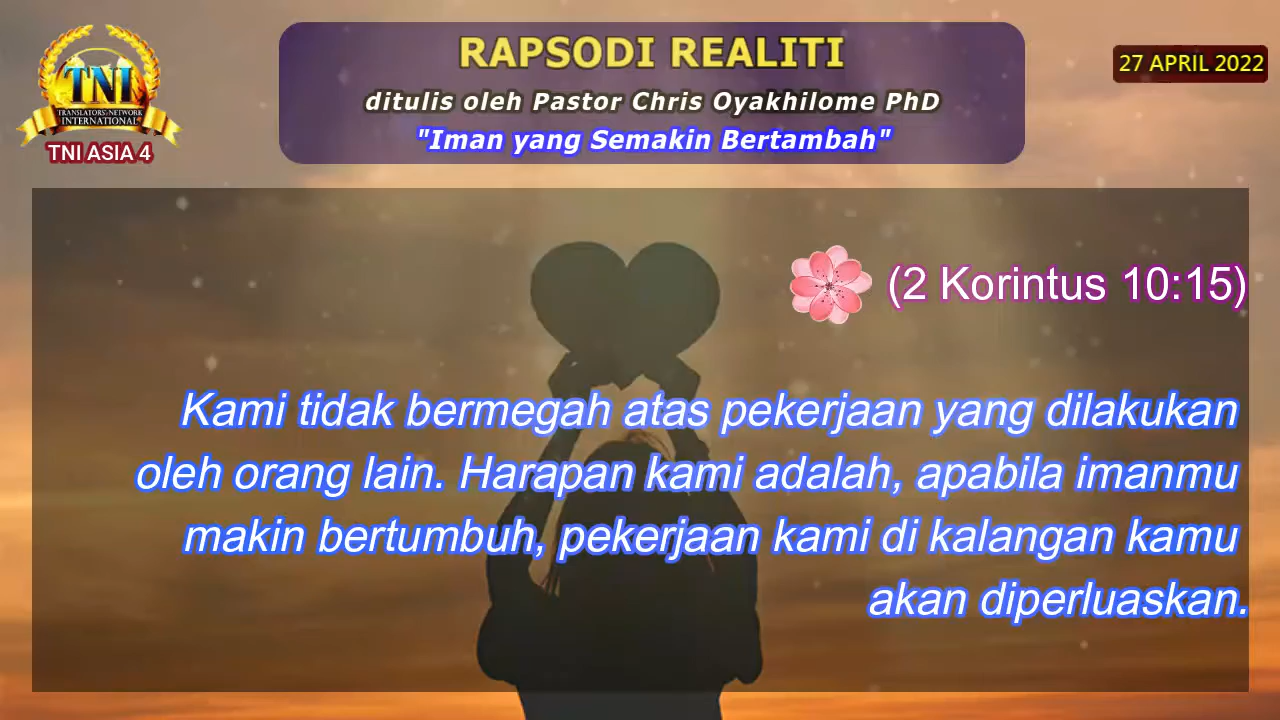 TNI
TRANSLATORS NETWORK
INTERNATIONAL
TNI ASIA 4
RAPSODI REALITI
ditulis oleh Pastor Chris Oyakhilome PhD
"Iman yang Semakin Bertambah"
27 APRIL 2022
(2 Korintus 10:15)
Kami tidak bermegah atas pekerjaan yang dilakukan
oleh orang lain. Harapan kami adalah, apabila imanmu
makin bertumbuh, pekerjaan kami di kalangan kamu
akan diperluaskan.